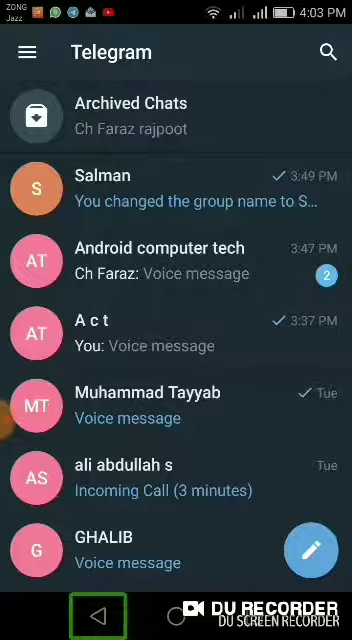 ZONG
Jazz
4:03 PM
Telegram
Archived Chats
Ch Faraz rajpoot
S
Salman
3:49 PM
You changed the group name to S...
AT
Android computer tech
3:47 PM
Ch Faraz: Voice message
2
AT
A c t
3:37 PM
You: Voice message
MT
Muhammad Tayyab
Tue
Voice message
AS
ali abdullah s
Tue
Incoming Call (3 minutes)
G
GHALIB
Voice message
DU RECORDER
DU SCREEN RECORDER